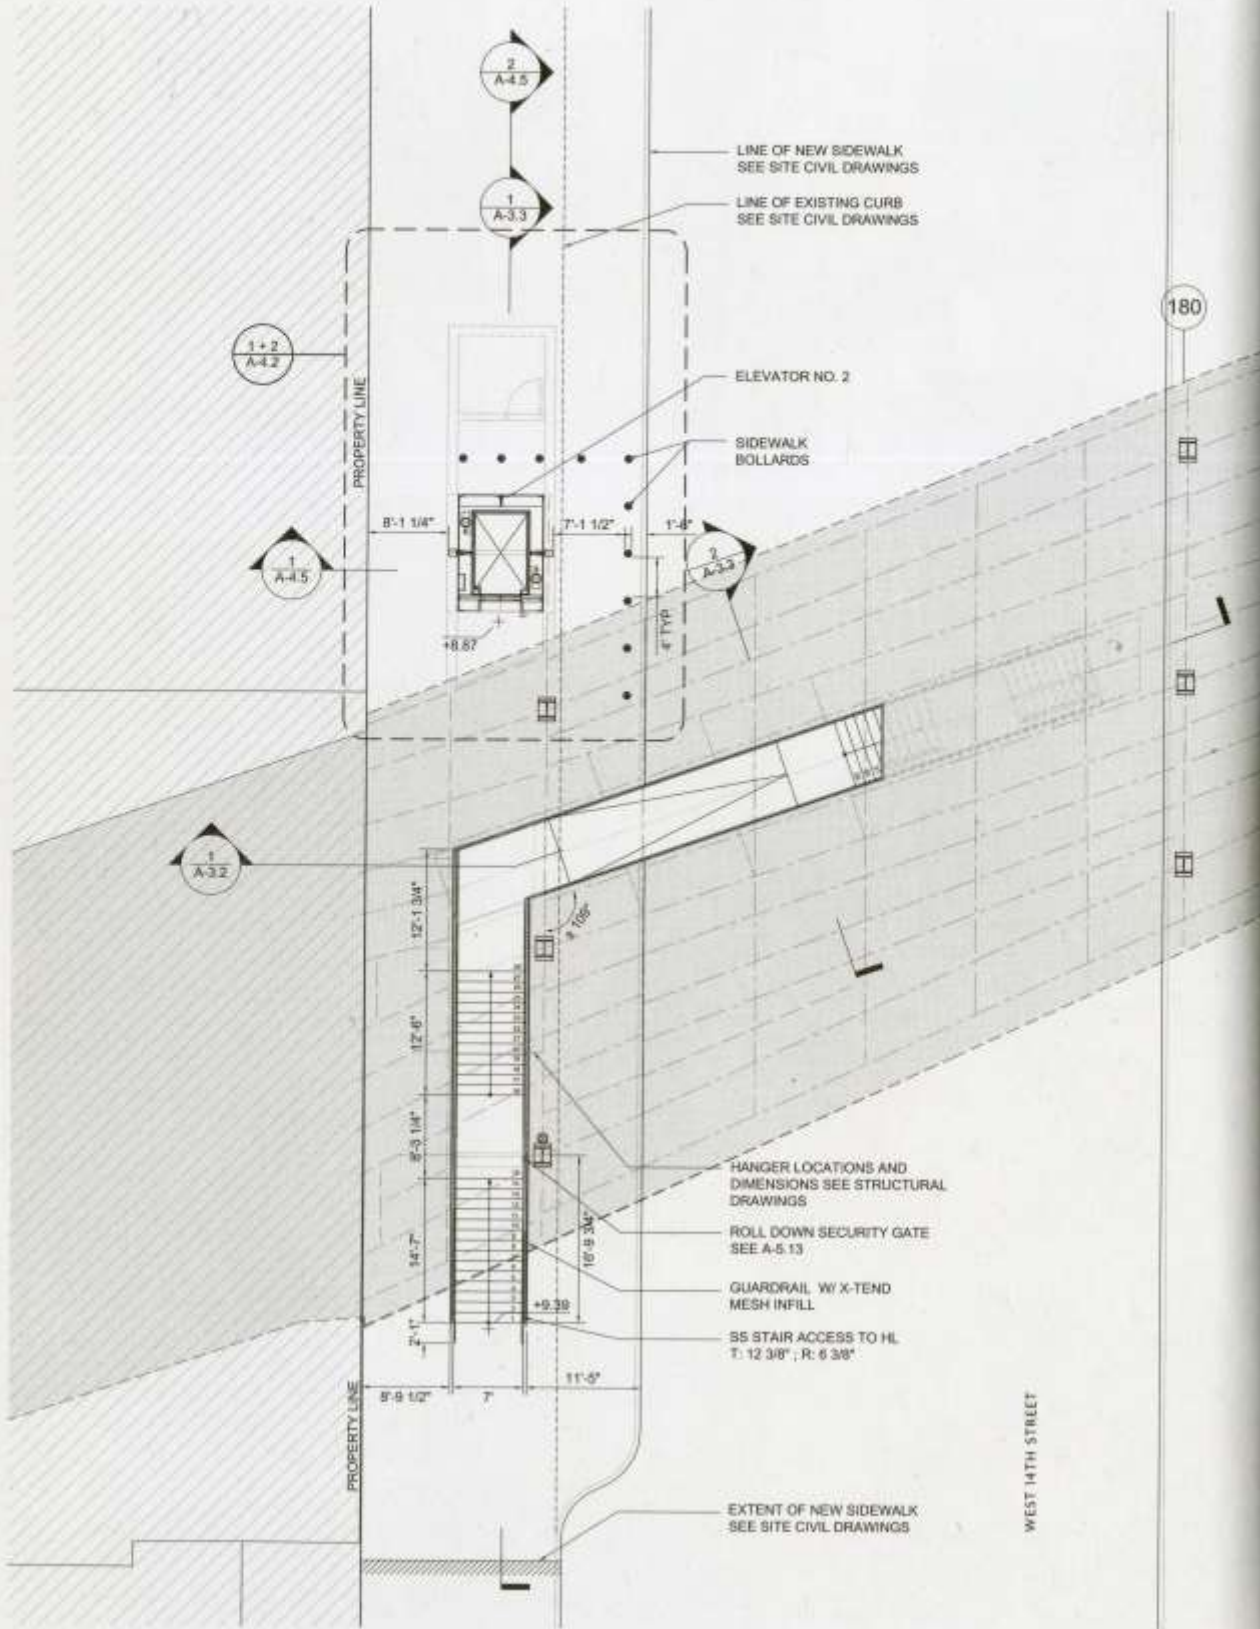 2
A-4.5
LINE OF NEW SIDEWALK
SEE SITE CIVIL DRAWINGS
1
A-3.3
LINE OF EXISTING CURB
SEE SITE CIVIL DRAWINGS
180
1 + 2
A-4.2
ELEVATOR NO. 2
PROPERTY LINE
SIDEWALK
BOLLARDS
8'-1 1/4"
7'-1 1/2"
1'-6"
2
A-3.3
1
A-4.5
+8.87
4' TYP
1
A-3.2
12'-1 3/4"
± 109°
12'-6"
8'-3 1/4"
HANGER LOCATIONS AND
DIMENSIONS SEE STRUCTURAL
DRAWINGS
ROLL DOWN SECURITY GATE
SEE A-5.13
14'-7"
16'-9 3/4"
GUARDRAIL W/ X-TEND
MESH INFILL
+9.39
SS STAIR ACCESS TO HL
T: 12 3/8" ; R: 6 3/8"
2'-1"
11'-5"
7'
PROPERTY LINE
WEST 14TH STREET
EXTENT OF NEW SIDEWALK
SEE SITE CIVIL DRAWINGS